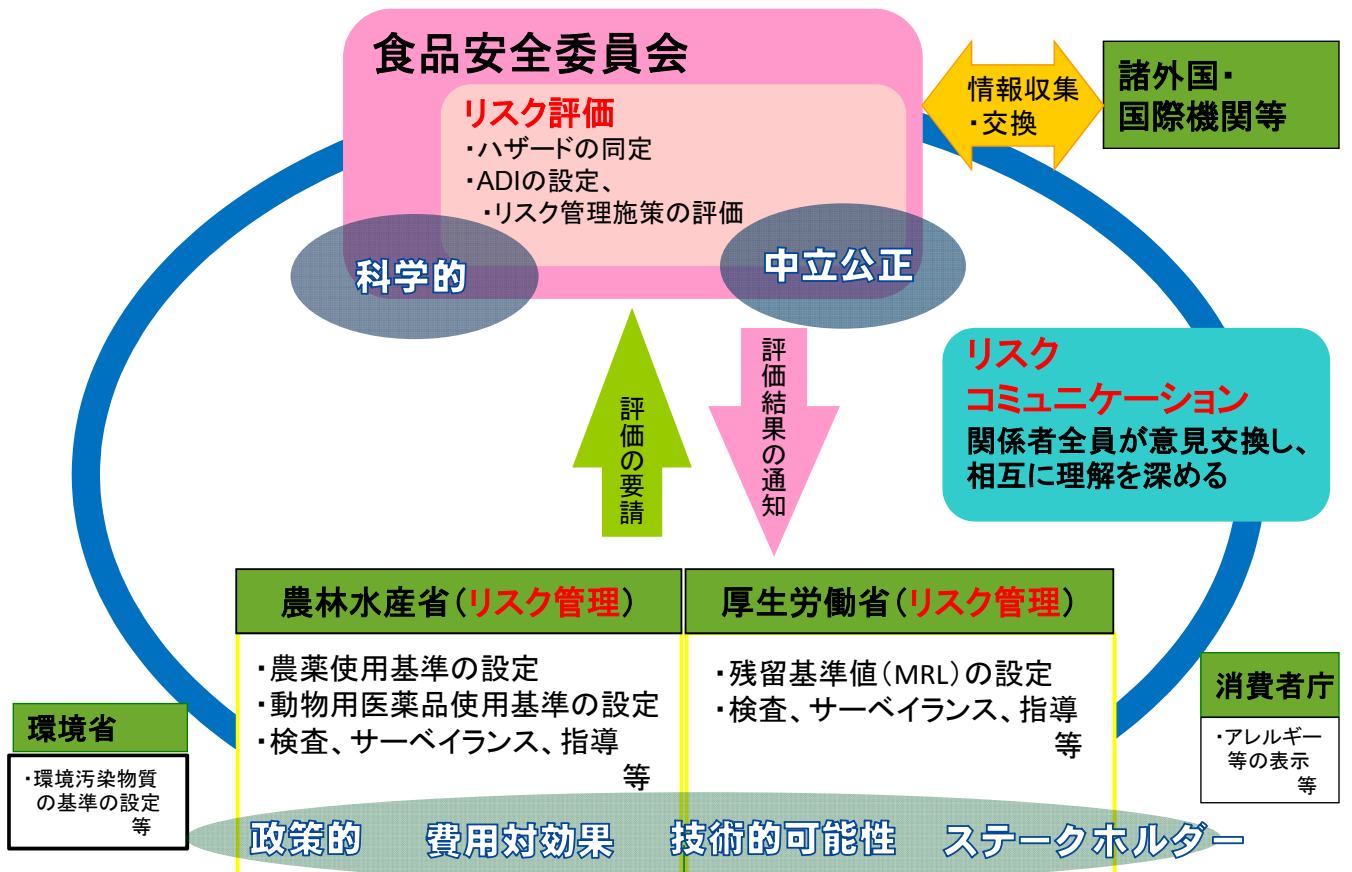 食品安全委員会
リスク評価
・ハザードの同定
・ADIの設定、
・リスク管理施策の評価
科学的
中立公正
情報収集
・交換
諸外国・
国際機関等
評価の要請
評価結果の通知
リスク
コミュニケーション
関係者全員が意見交換し、
相互に理解を深める
農林水産省(リスク管理)
・農薬使用基準の設定
・動物用医薬品使用基準の設定
・検査、サーベイランス、指導
等
厚生労働省(リスク管理)
・残留基準値(MRL)の設定
・検査、サーベイランス、指導
等
環境省
・環境汚染物質
の基準の設定
等
消費者庁
・アレルギー
等の表示
等
政策的 費用対効果 技術的可能性 ステークホルダー